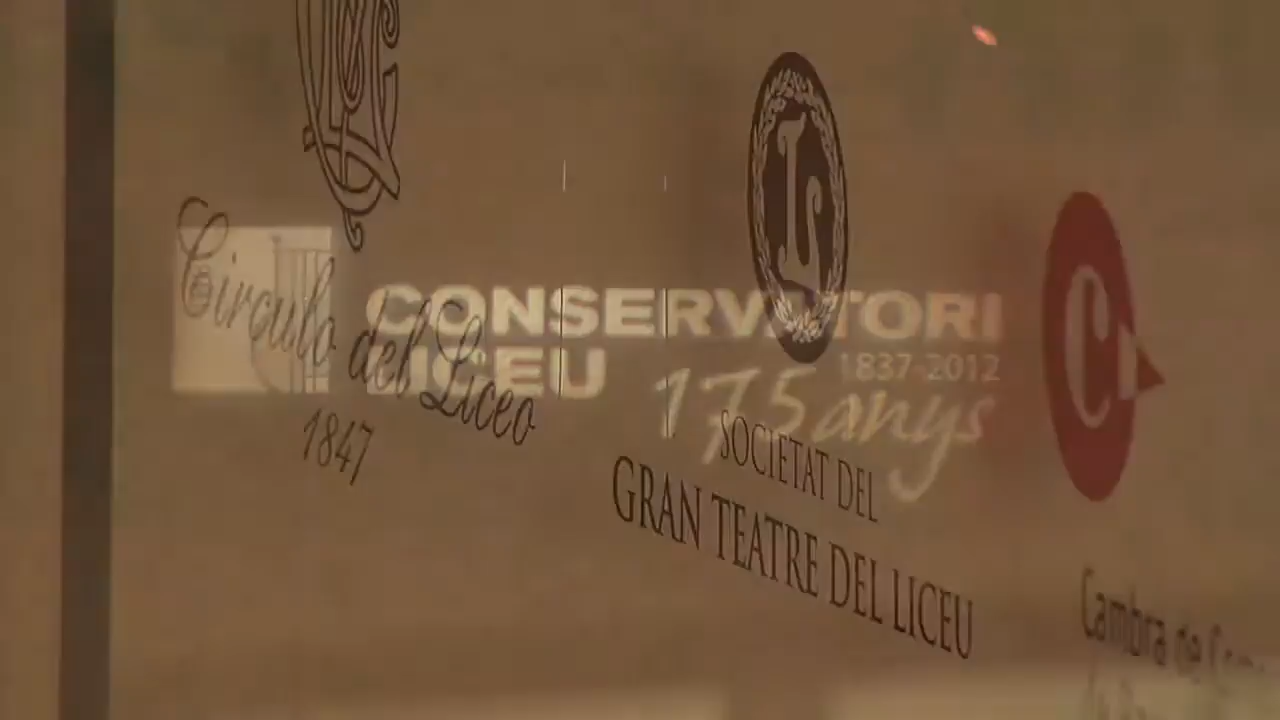 Circulo del Liceo
1847
CONSERVATORI
LICEU
1837-2012
175 anys
SOCIETAT DEL
GRAN TEATRE DEL LICEU
Cambra de